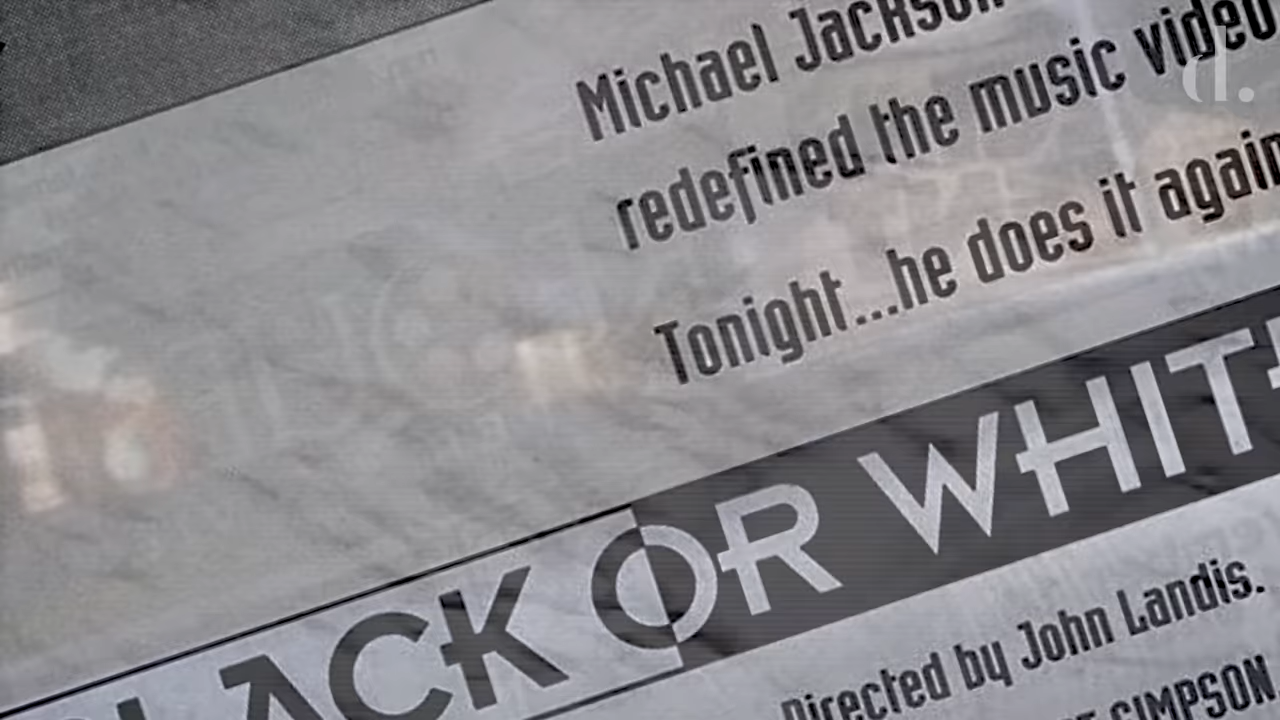 Michael Jackson
redefined the music video
Tonight...he does it again
BLACK OR WHITE
Directed by John Landis.
SIMPSON
d.